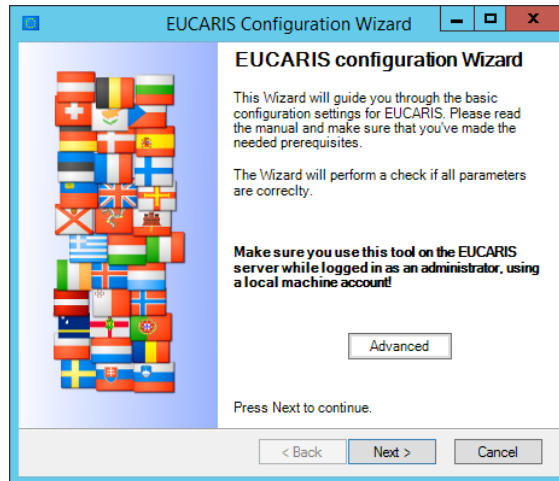 EUCARIS Configuration Wizard
x
EUCARIS configuration Wizard
This Wizard will guide you through the basic
configuration settings for EUCARIS. Please read
the manual and make sure that you've made the
needed prerequisites.
The Wizard will perform a check if all parameters
are correclty.
Make sure you use this tool on the EUCARIS
server while logged in as an administrator, using
a local machine account!
Advanced
Press Next to continue.
< Back
Next >
Cancel